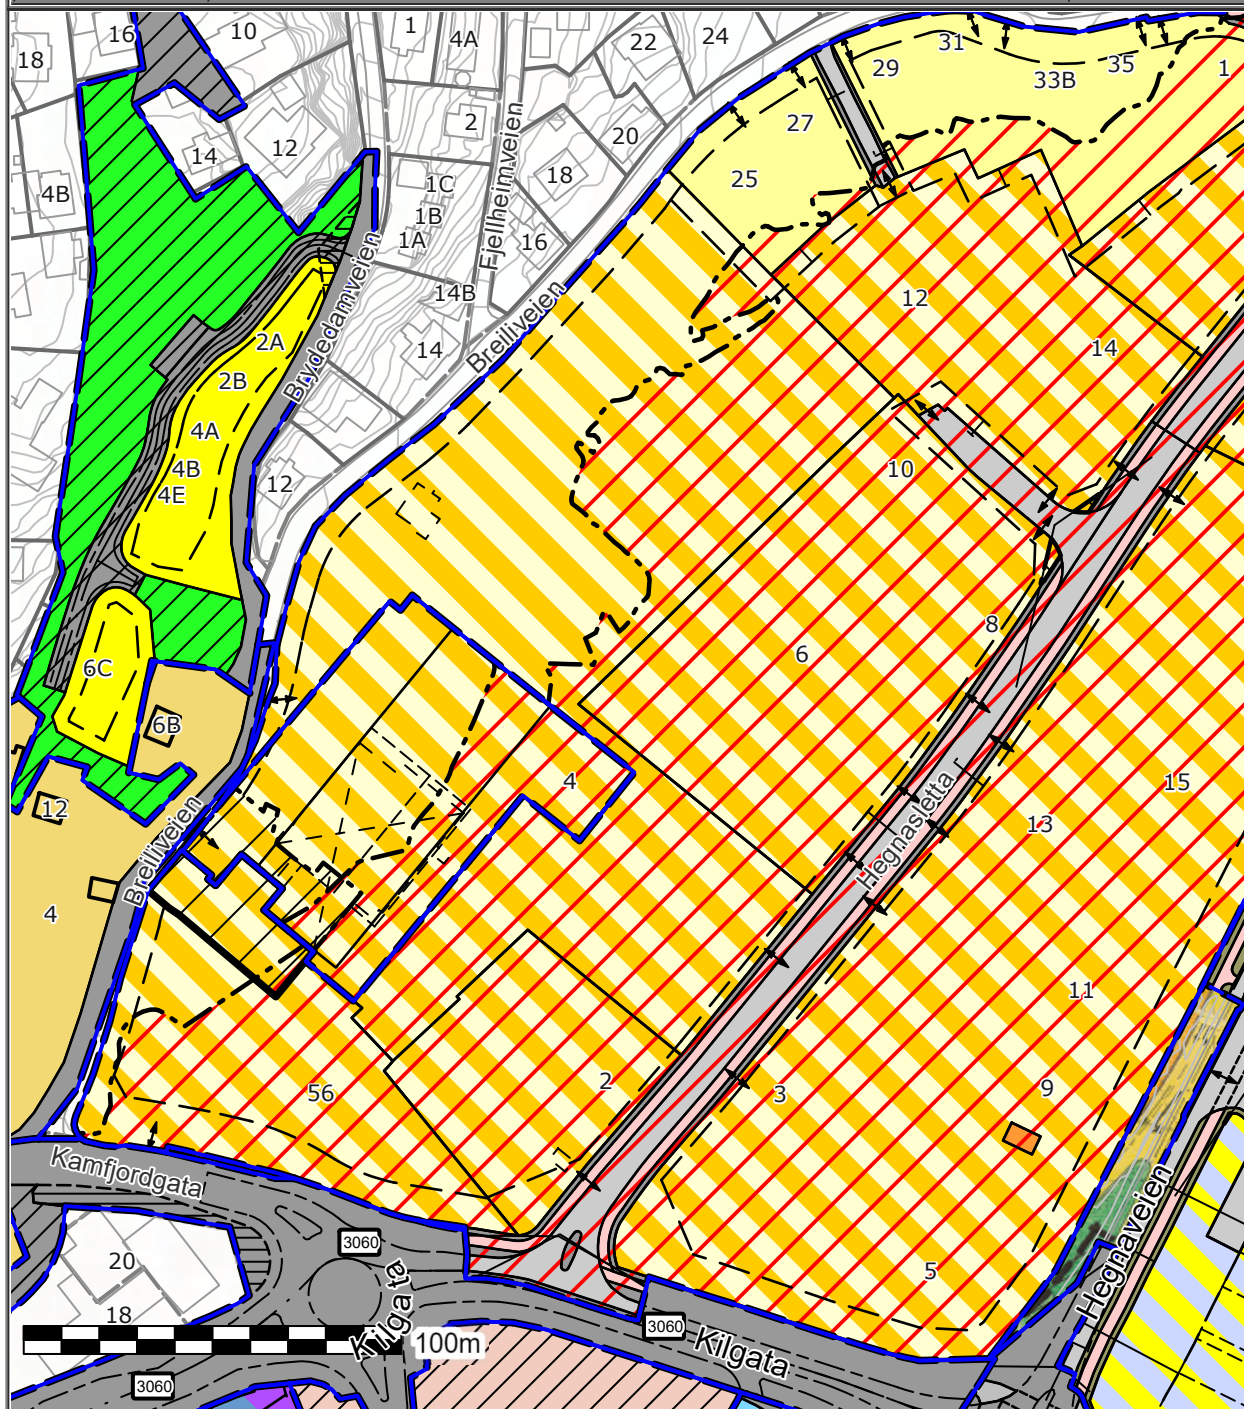 16
10
1
4A
22
24
31
18
29
33B
35
1
27
2
20
14
12
18
25
4B
1C
1B
1A
Fjellheimveien
16
Brydedamveien
14B
12
2A
Breiliveien
14
14
2B
4A
4B
10
4E
12
8
6
6C
6B
4
15
12
13
Hegnasletta
Breiliveien
4
11
56
2
3
9
Kamfjordgata
Hegnaveien
20
3060
5
18
Kilgata
3060
Kilgata
100m
3060